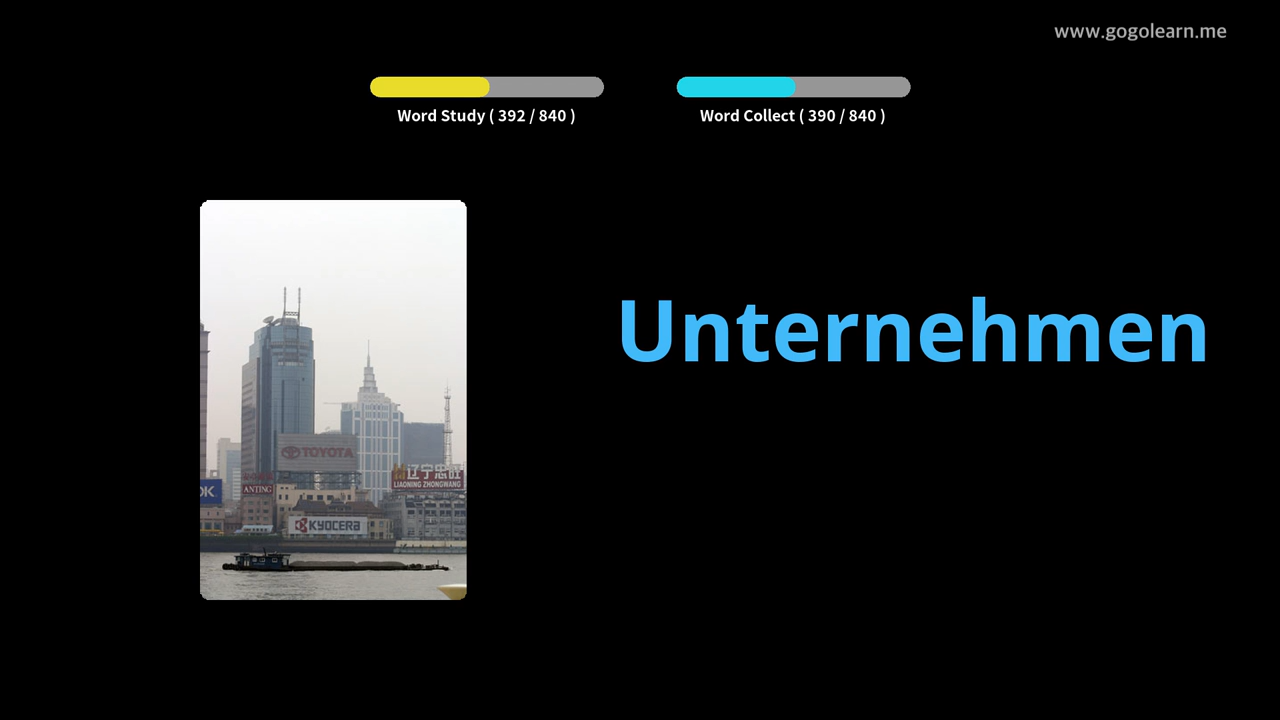 www.gogolearn.me
Word Study ( 392 / 840 )
Word Collect ( 390 / 840 )
Unternehmen
TOYOTA
辽宁忠旺
LIAONING ZHONGWANG
OK
ANTING
KYOCERA